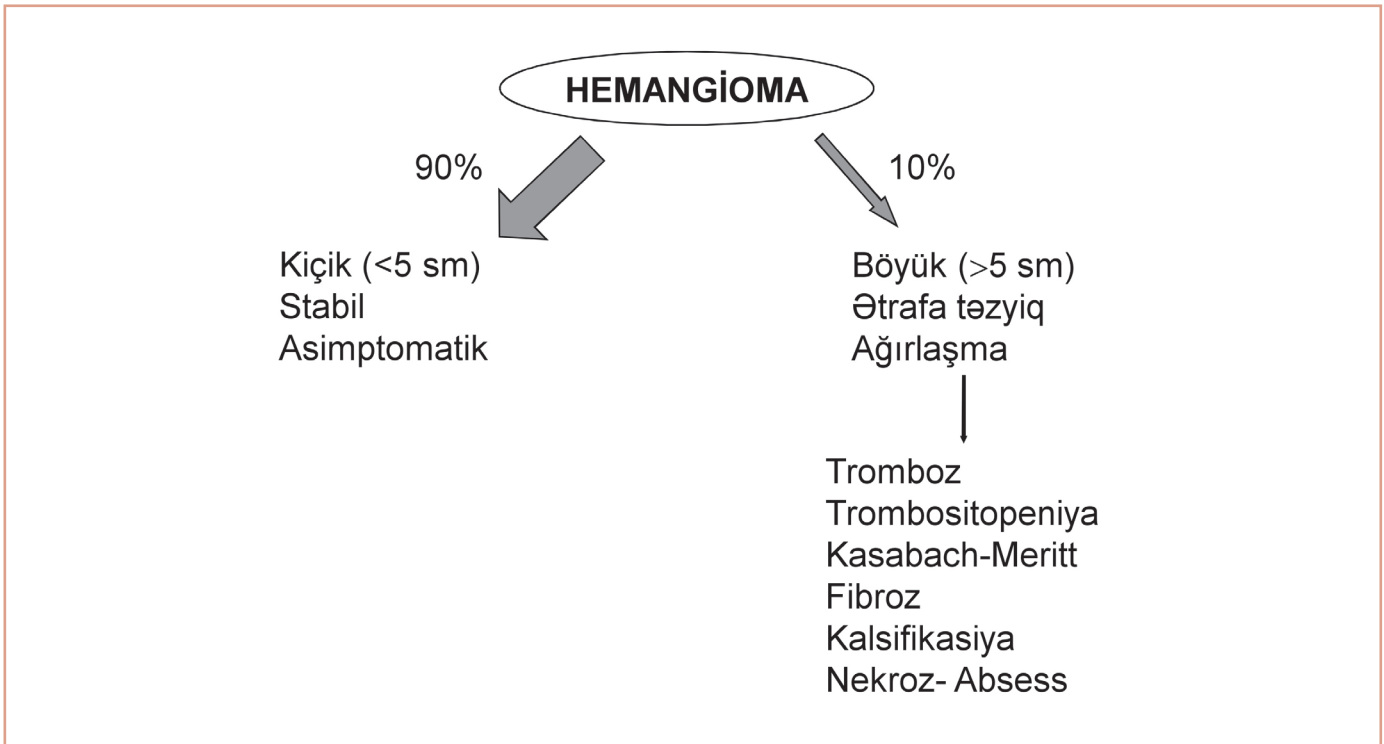 HEMANGİOMA
90%
10%
Kiçik (<5 sm)
Stabil
Asimptomatik
Böyük (>5 sm)
Ətrafa təzyiq
Ağırlaşma
Tromboz
Trombositopeniya
Kasabach-Meritt
Fibroz
Kalsifikasiya
Nekroz- Absess